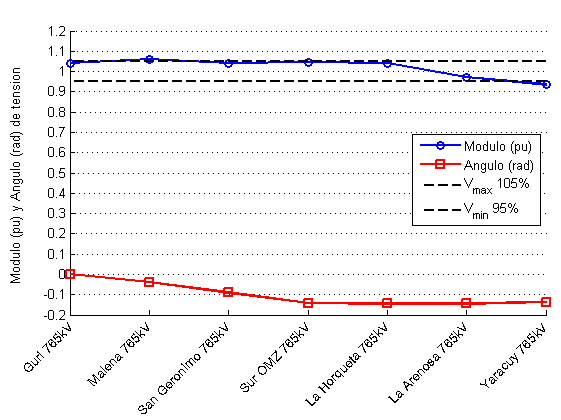 1.2
1.1
1
0.9
0.8
0.7
0.6
0.5
0.4
0.3
0.2
0.1
0
-0.1
-0.2
Modulo (pu) y Angulo (rad) de tension
Modulo (pu)
Angulo (rad)
Vmax 105%
Vmin 95%
Guri 765kV
Malena 765kV
San Geronimo 765kV
Sur OMZ 765kV
La Horqueta 765kV
La Arenosa 765kV
Yaracuy 765kV